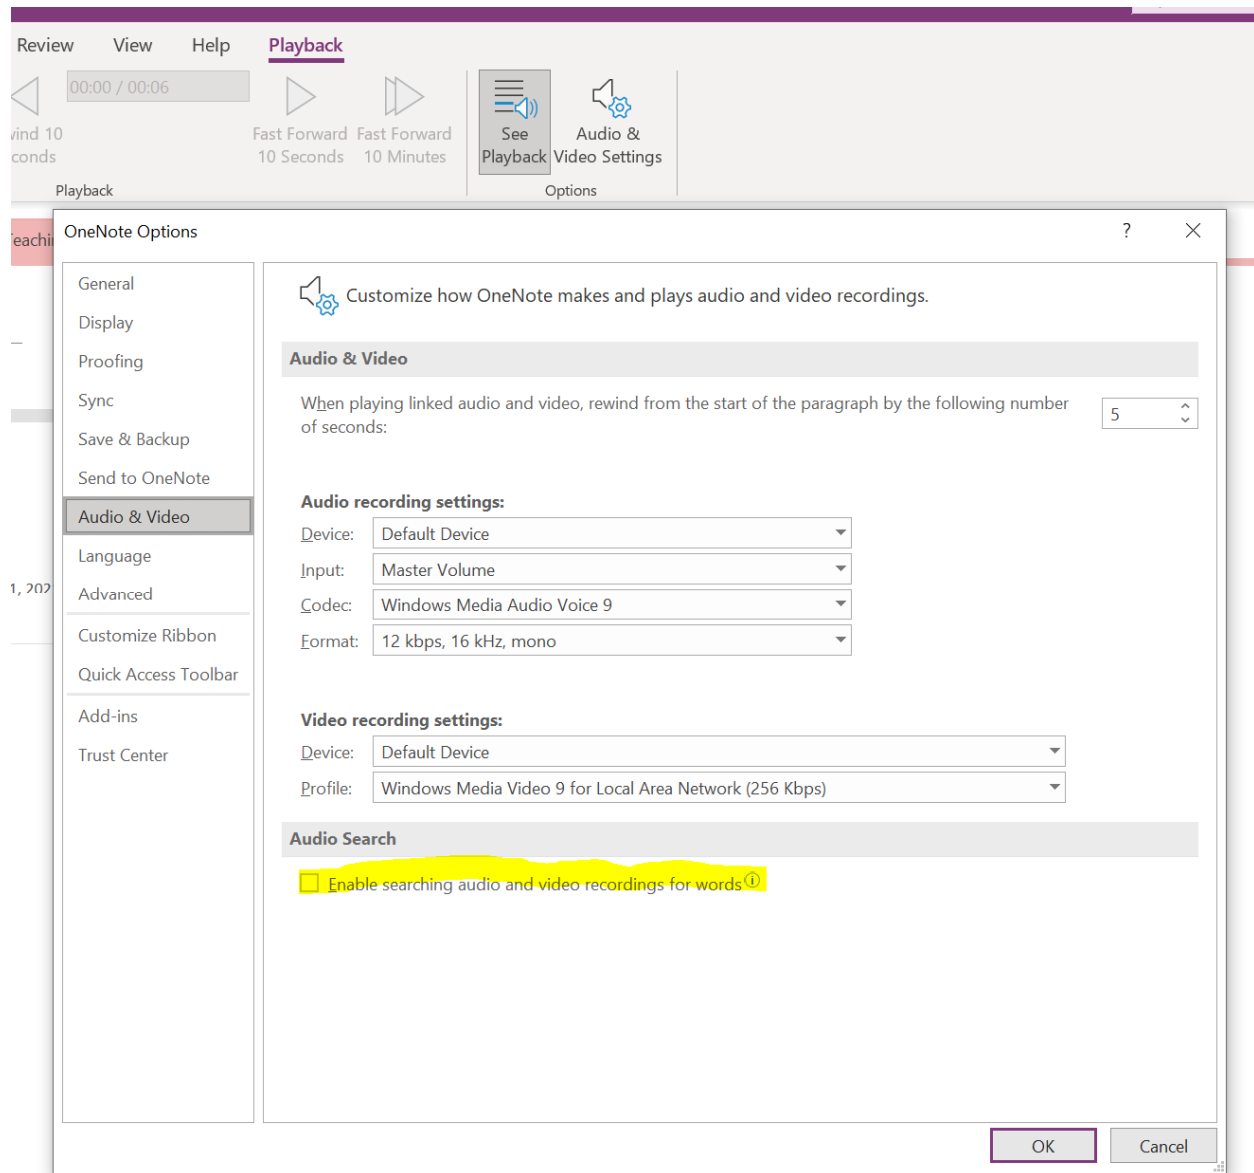 Review View Help Playback
00:00 / 00:06
wind 10
conds
Fast Forward
10 Seconds
Fast Forward
10 Minutes
See
Playback
Audio &
Video Settings
Playback
Options
OneNote Options
?
General
Display
Proofing
Sync
Save & Backup
Send to OneNote
Audio & Video
Language
Advanced
Customize Ribbon
Quick Access Toolbar
Add-ins
Trust Center
Customize how OneNote makes and plays audio and video recordings.
Audio & Video
When playing linked audio and video, rewind from the start of the paragraph by the following number
of seconds:
5
Audio recording settings:
Device: Default Device
Input: Master Volume
Codec: Windows Media Audio Voice 9
Format: 12 kbps, 16 kHz, mono
Video recording settings:
Device: Default Device
Profile: Windows Media Video 9 for Local Area Network (256 Kbps)
Audio Search
Enable searching audio and video recordings for words
OK Cancel
1, 202